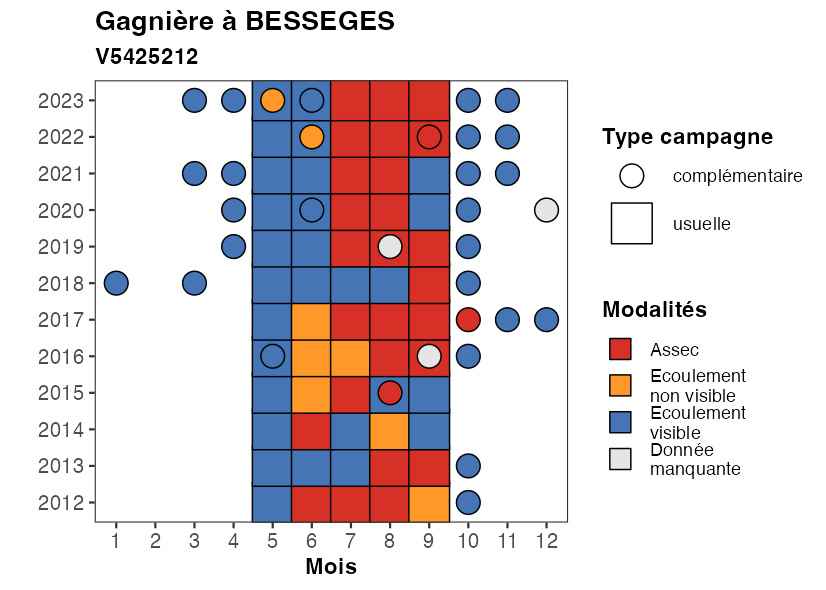 Gagnière à BESSEGES
V5425212
2023
2022
2021
2020
2019
2018
2017
2016
2015
2014
2013
2012
1 2 3 4 5 6 7 8 9 10 11 12
Mois
Type campagne
complémentaire
usuelle
Modalités
Assec
Ecoulement
non visible
Ecoulement
visible
Donnée
manquante